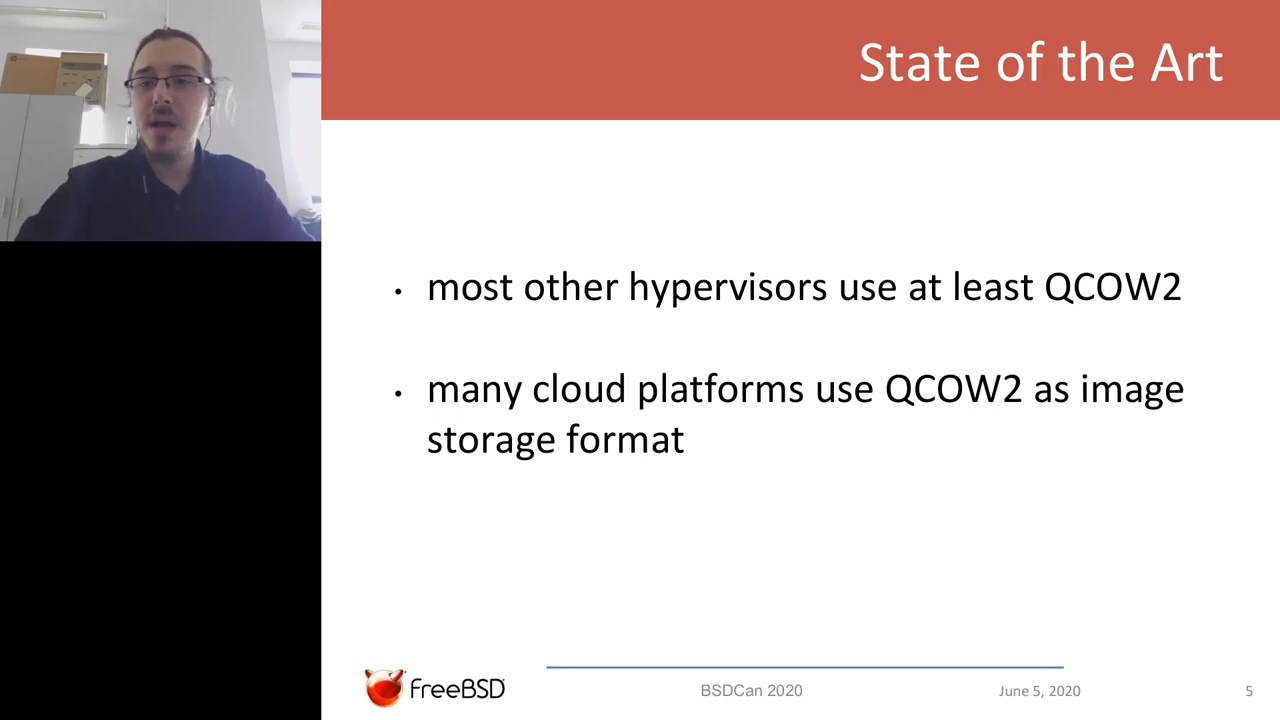 State of the Art
• most other hypervisors use at least QCOW2
• many cloud platforms use QCOW2 as image
storage format
FreeBSD
BSDCan 2020
June 5, 2020
5